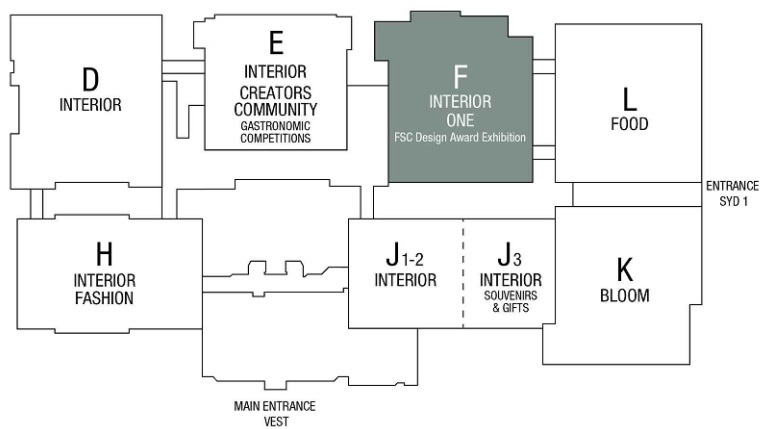 D
INTERIOR
E
INTERIOR
CREATORS
COMMUNITY
GASTRONOMIC
COMPETITIONS
F
INTERIOR
ONE
FSC Design Award Exhibition
L
FOOD
ENTRANCE
SYD 1
H
INTERIOR
FASHION
J1-2
INTERIOR
J3
INTERIOR
SOUVENIRS
& GIFTS
K
BLOOM
MAIN ENTRANCE
VEST